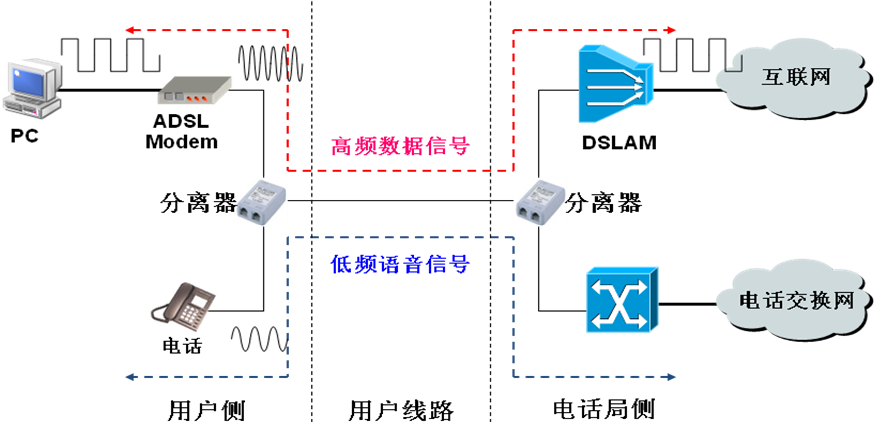 互联网
PC
ADSL
Modem
DSLAM
高频数据信号
分离器
分离器
低频语音信号
电话
电话交换网
用户侧
用户线路
电话局侧